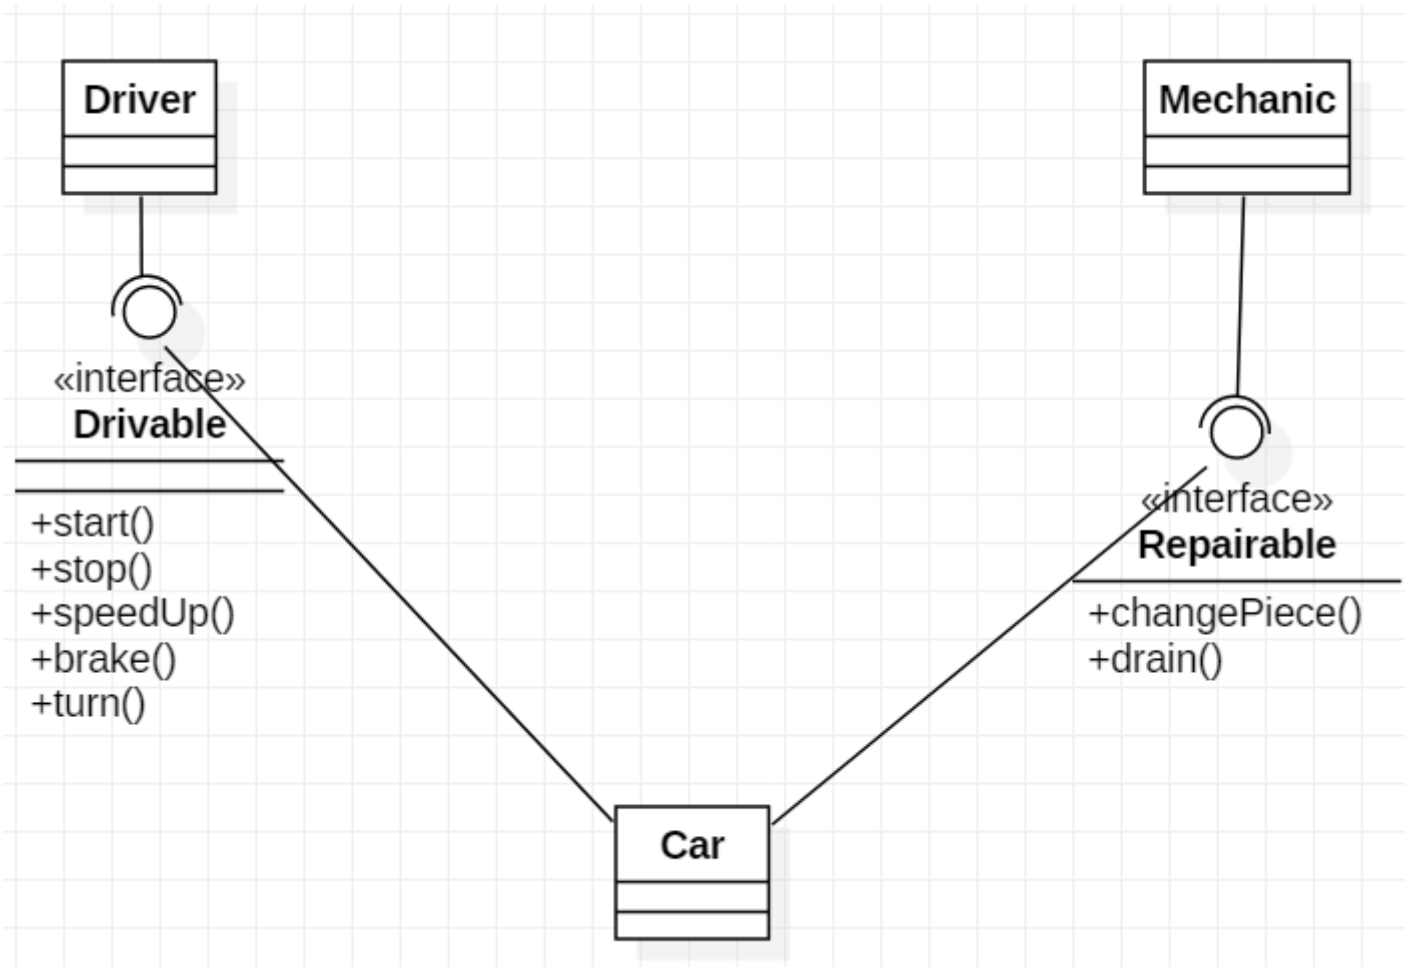 Driver
Mechanic
«interface»
Drivable
+start()
+stop()
+speedUp()
+brake()
+turn()
«interface»
Repairable
+changePiece()
+drain()
Car